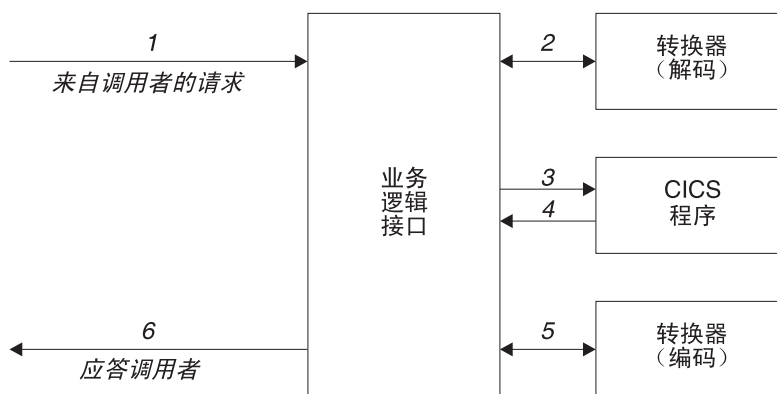 1
来自调用者的请求
2
转换器
（解码）
业务
逻辑
接口
3
4
CICS
程序
6
应答调用者
5
转换器
（编码）